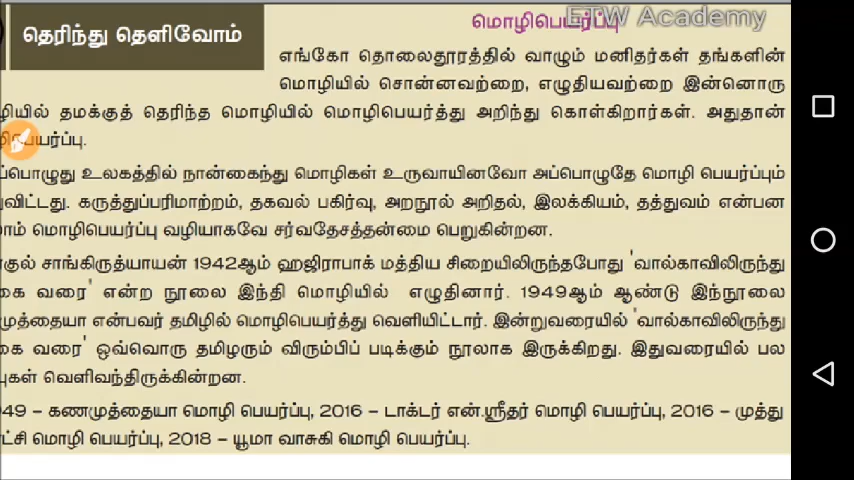 மொழிபெயர்ப்பு
ETW Academy
தெரிந்து தெளிவோம்
எங்கோ தொலைதூரத்தில் வாழும் மனிதர்கள் தங்களின்
மொழியில் சொன்னவற்றை, எழுதியவற்றை இன்னொரு
ழியில் தமக்குத் தெரிந்த மொழியில் மொழிபெயர்த்து அறிந்து கொள்கிறார்கள். அதுதான்
ழிபெயர்ப்பு.
ப்பொழுது உலகத்தில் நான்கைந்து மொழிகள் உருவாயினவோ அப்பொழுதே மொழி பெயர்ப்பும்
ுவிட்டது. கருத்துப்பரிமாற்றம், தகவல் பகிர்வு, அறநூல் அறிதல், இலக்கியம், தத்துவம் என்பன
ாம் மொழிபெயர்ப்பு வழியாகவே சர்வதேசத்தன்மை பெறுகின்றன.
குல் சாங்கிருத்யாயன் 1942ஆம் ஹஜிராபாக் மத்திய சிறையிலிருந்தபோது 'வால்காவிலிருந்து
கை வரை' என்ற நூலை இந்தி மொழியில் எழுதினார். 1949ஆம் ஆண்டு இந்நூலை
முத்தையா என்பவர் தமிழில் மொழிபெயர்த்து வெளியிட்டார். இன்றுவரையில் 'வால்காவிலிருந்து
கை வரை' ஒவ்வொரு தமிழரும் விரும்பிப் படிக்கும் நூலாக இருக்கிறது. இதுவரையில் பல
புகள் வெளிவந்திருக்கின்றன.
49 – கணமுத்தையா மொழி பெயர்ப்பு, 2016 – டாக்டர் என்.ஸ்ரீதர் மொழி பெயர்ப்பு, 2016 – முத்து
ட்சி மொழி பெயர்ப்பு, 2018 – யூமா வாசுகி மொழி பெயர்ப்பு.